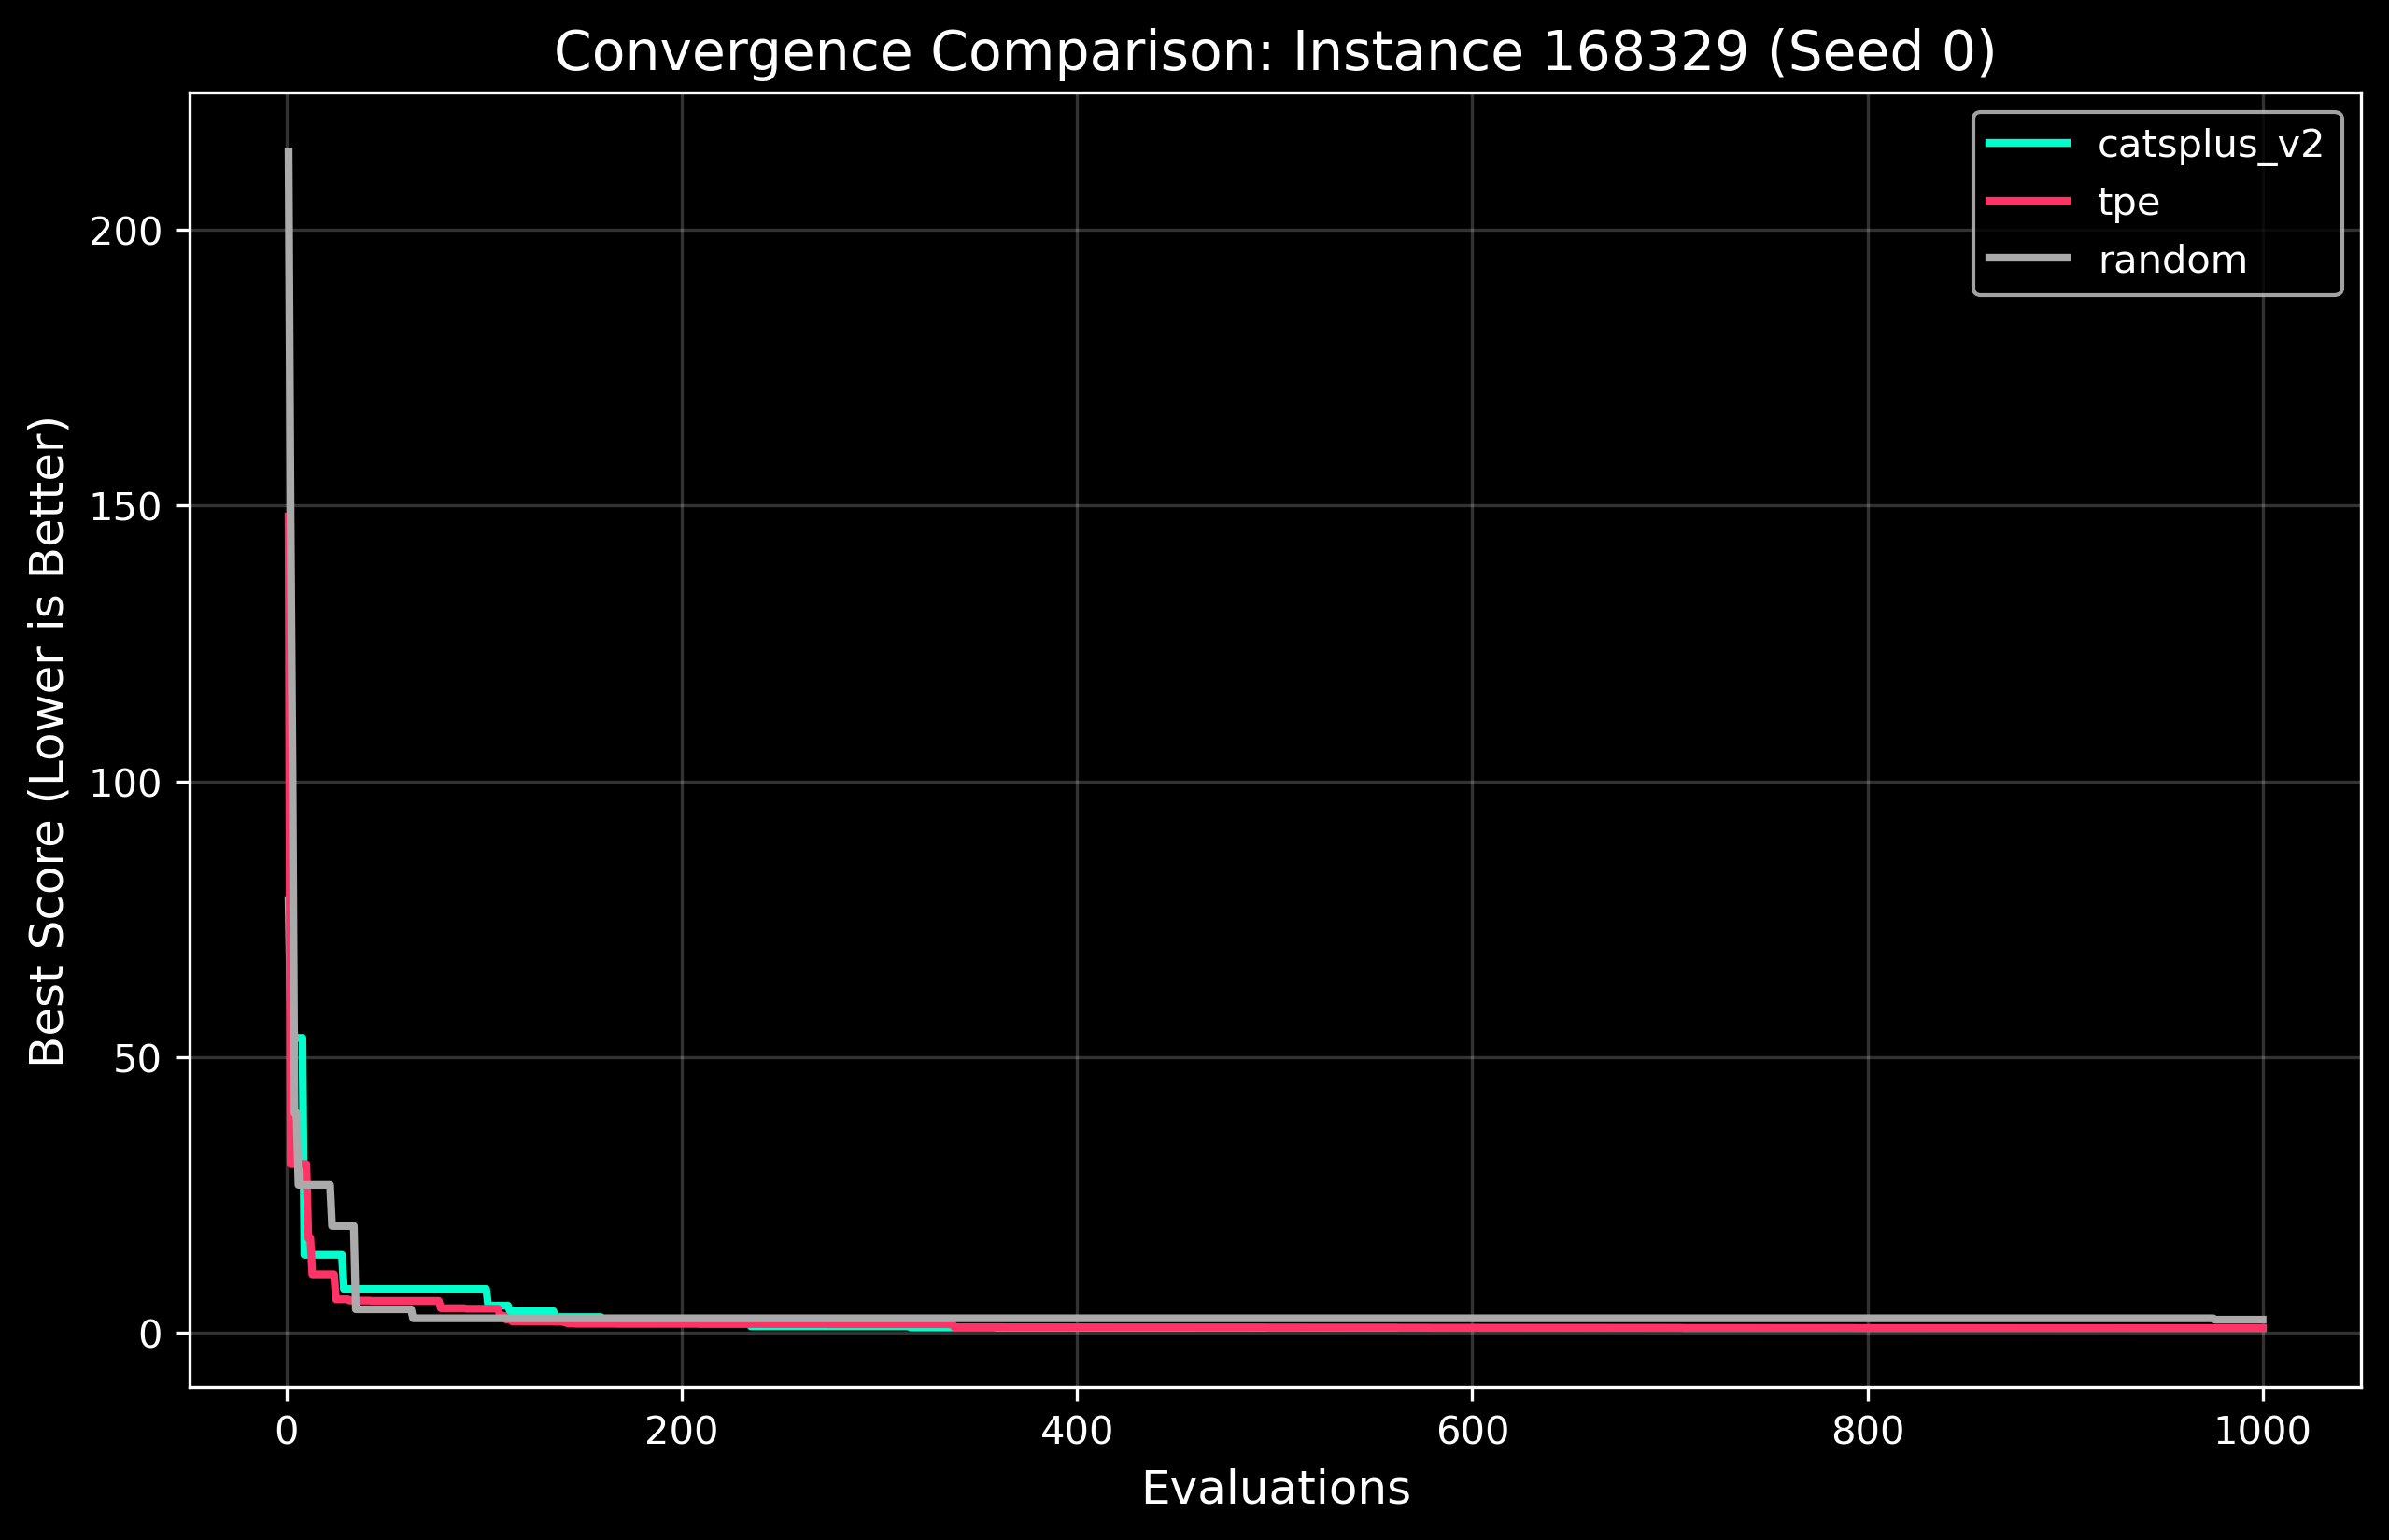 Convergence Comparison: Instance 168329 (Seed 0)
catsplus_v2
tpe
random
Best Score (Lower is Better)
200
150
100
50
0
0 200 400 600 800 1000
Evaluations